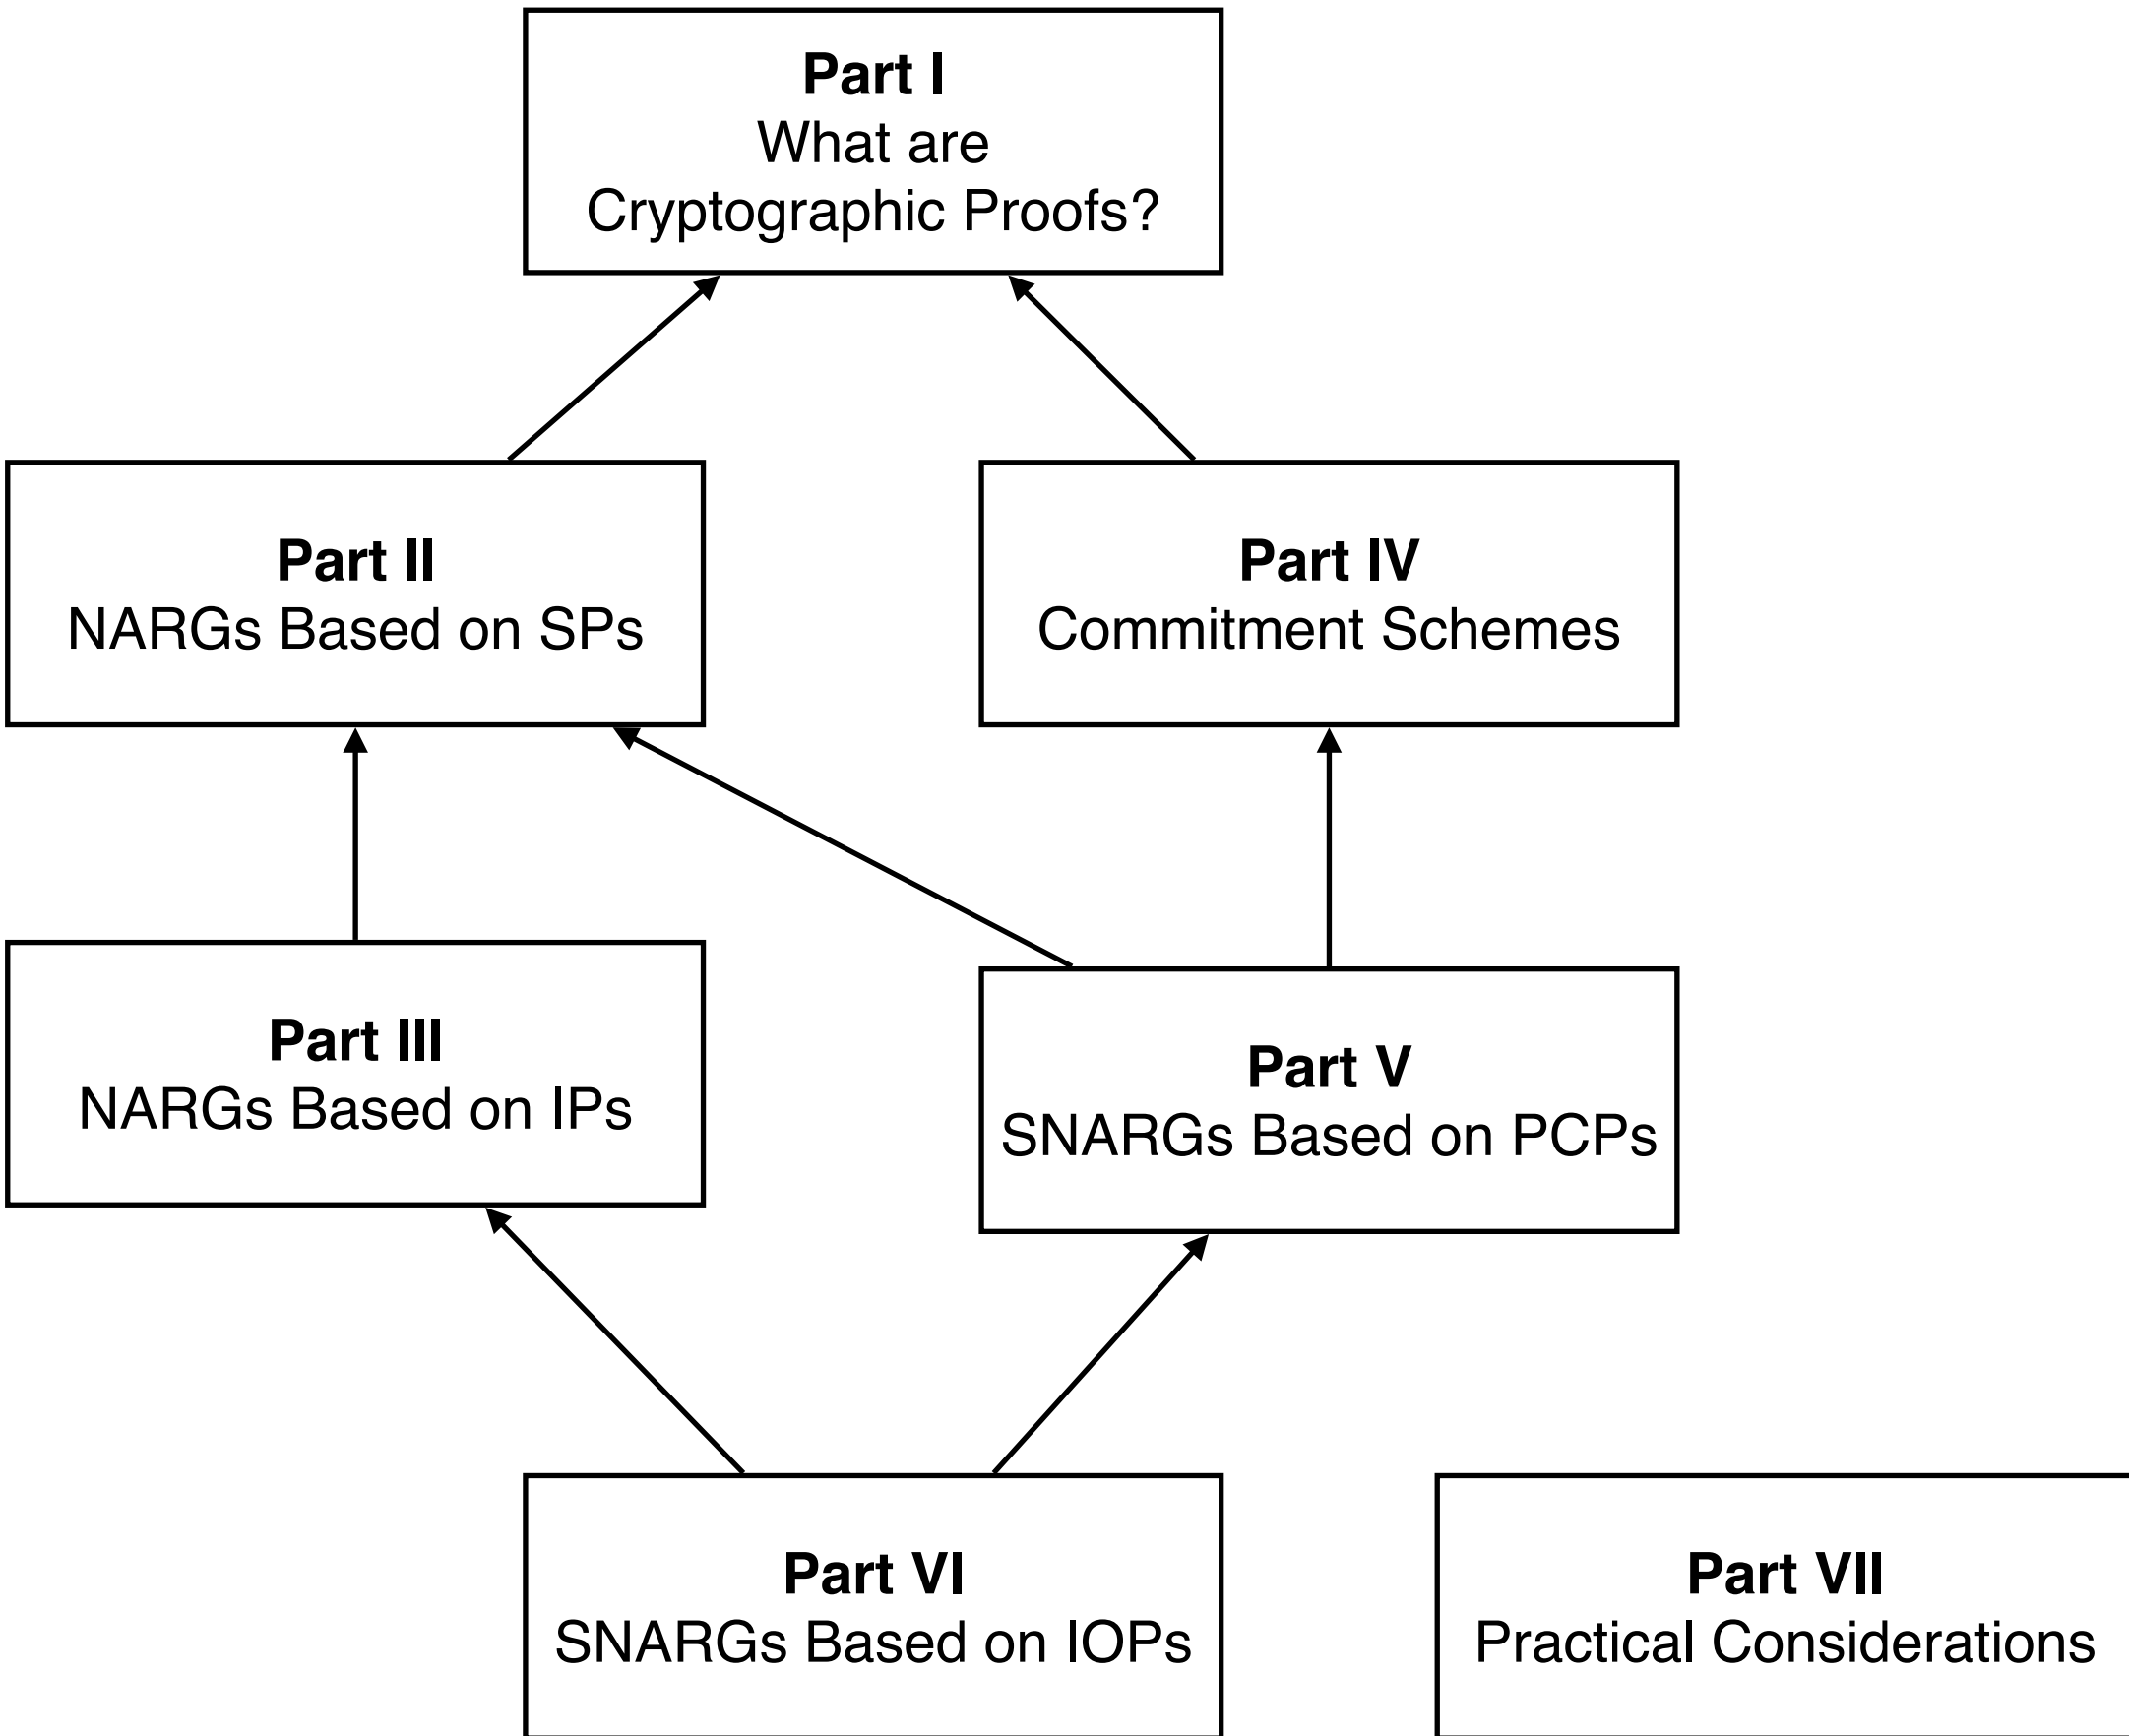 Part I
What are
Cryptographic Proofs?
Part II
NARGs Based on SPs
Part IV
Commitment Schemes
Part III
NARGs Based on IPs
Part V
SNARGs Based on PCPs
Part VI
SNARGs Based on IOPs
Part VII
Practical Considerations